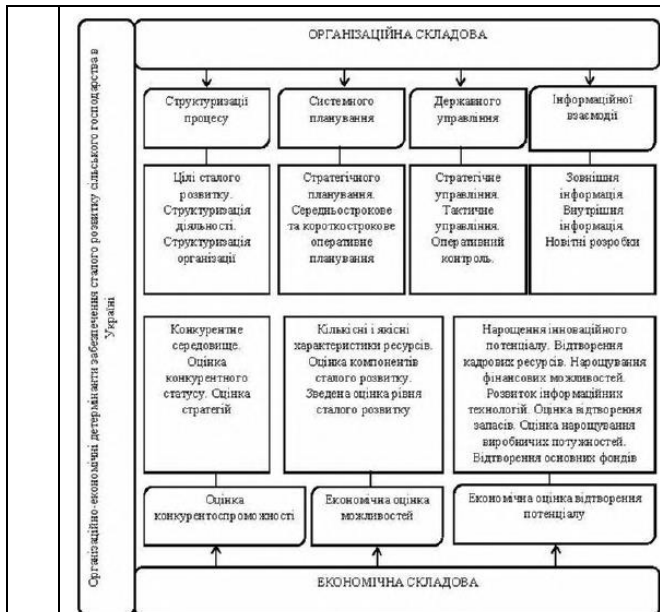 Організаційно-економічні детермінанти забезпечення сталого розвитку сільського господарства в
Україні
ОРГАНІЗАЦІЙНА СКЛАДОВА
Структуризації
процесу
Системного
планування
Державного
управління
Інформаційної
взаємодії
Цілі сталого
розвитку.
Структуризація
діяльності.
Структуризація
організації
Стратегічного
планування.
Середньострокове
та короткострокове
оперативне
планування
Стратегічне
управління.
Тактичне
управління.
Оперативний
контроль.
Зовнішня
інформація.
Внутрішня
інформація
Новітні розробки
Конкурентне
середовище.
Оцінка
конкурентного
статусу. Оцінка
стратегій
Кількісні і якісні
характеристики ресурсів.
Оцінка компонентів
сталого розвитку.
Зведена оцінка рівня
сталого розвитку
Нарощення інноваційного
потенціалу. Відтворення
кадрових ресурсів. Нарощування
фінансових можливостей.
Розвиток інформаційних
технологій. Оцінка відтворення
запасів. Оцінка нарощування
виробничих потужностей.
Відтворення основних фондів
Оцінка
конкурентоспроможності
Економічна оцінка
можливостей
Економічна оцінка відтворення
потенціалу
ЕКОНОМІЧНА СКЛАДОВА